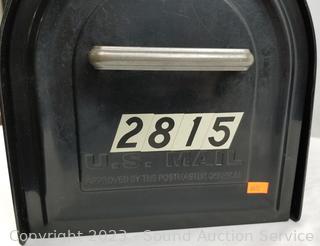 2815
U.S. MAIL
APPROVED BY THE POSTMASTER GENERAL
Copyright 2023 - Sound Auction Service